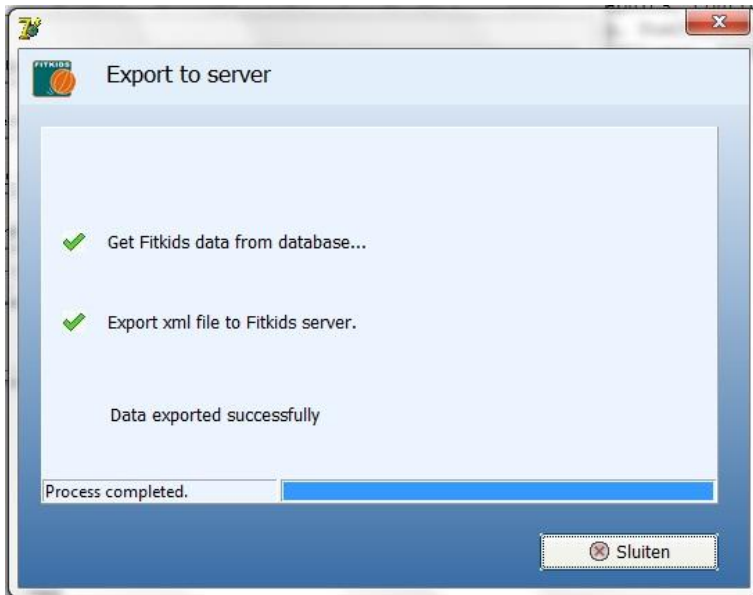 FITKIDS
Export to server
Get Fitkids data from database...
Export xml file to Fitkids server.
Data exported successfully
Process completed.
Sluiten